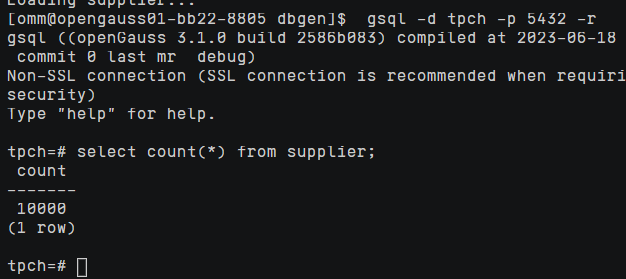 Loading supplier...
[omm@opengauss01-bb22-8805 dbgen]$  gsql -d tpch -p 5432 -r
gsql ((openGauss 3.1.0 build 2586b083) compiled at 2023-06-18
 commit 0 last mr  debug)
Non-SSL connection (SSL connection is recommended when requiri
security)
Type "help" for help.
tpch=# select count(*) from supplier;
 count
-------
 10000
(1 row)
tpch=#